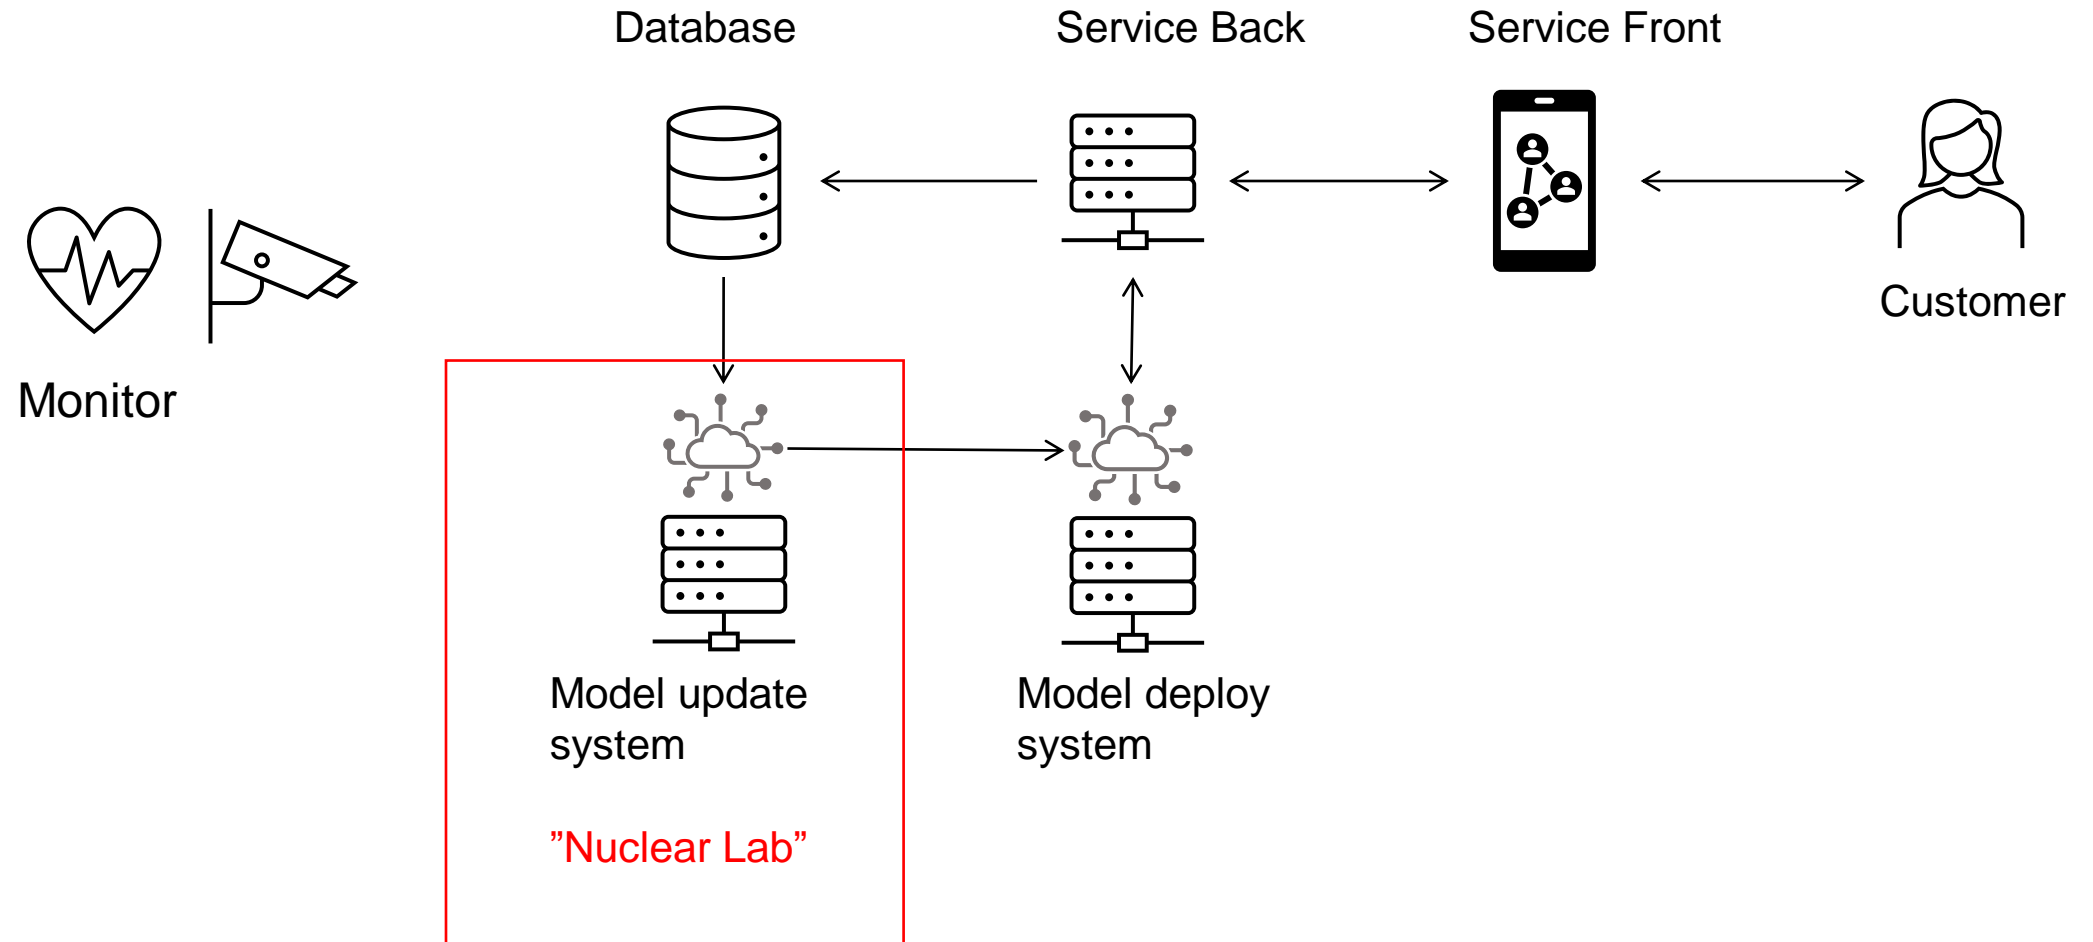 Database
Service Back
Service Front
Customer
Monitor
Model update
system
Model deploy
system
”Nuclear Lab”